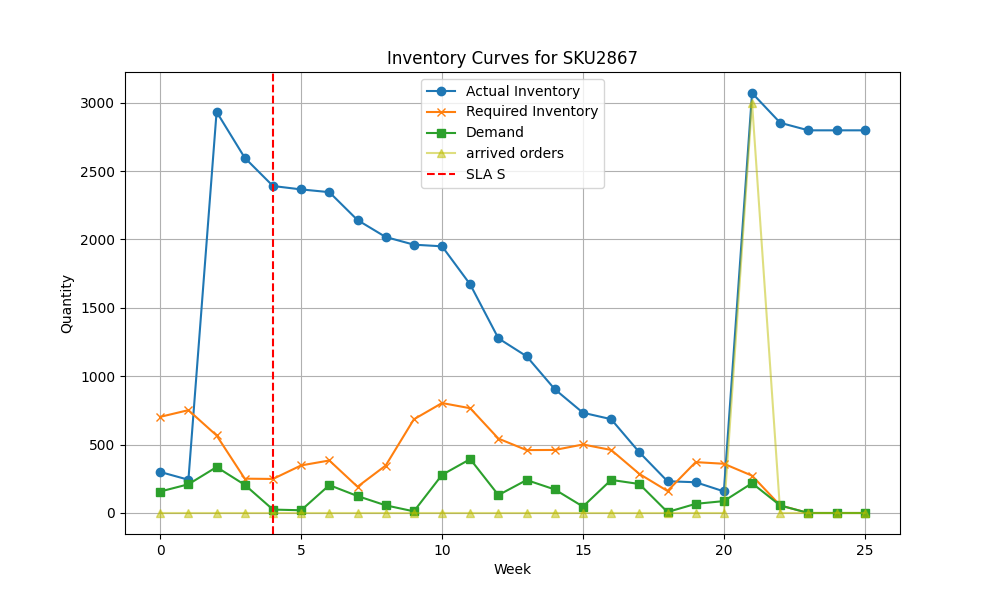 Inventory Curves for SKU2867
Actual Inventory
Required Inventory
Demand
arrived orders
SLA S
Quantity
3000
2500
2000
1500
1000
500
0
0 5 10 15 20 25
Week